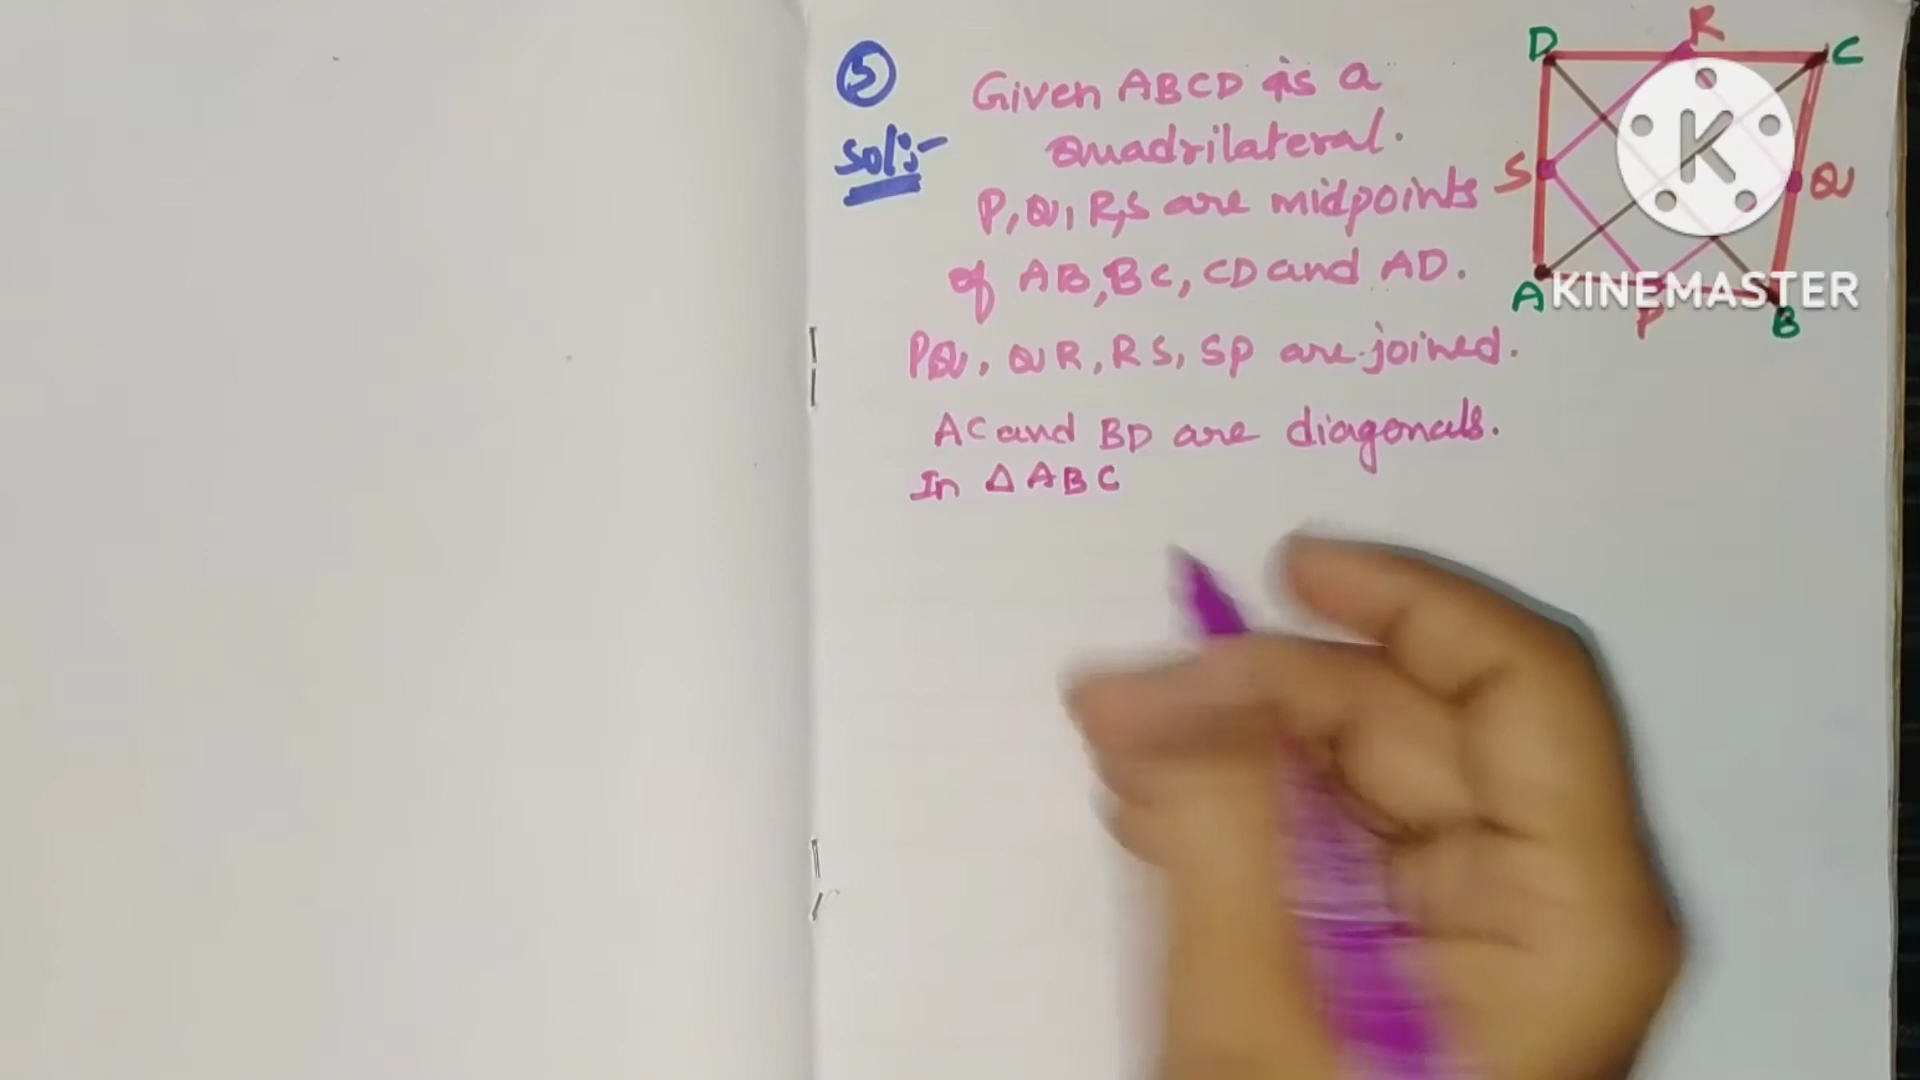 5
Sol:-
Given ABCD is a
Quadrilateral.
P, Q, R, S are midpoints
of AB, BC, CD and AD.
PQ, QR, RS, SP are joined.
AC and BD are diagonals.
In Δ ABC
D R C
S Q
A P B
K
KINEMASTER